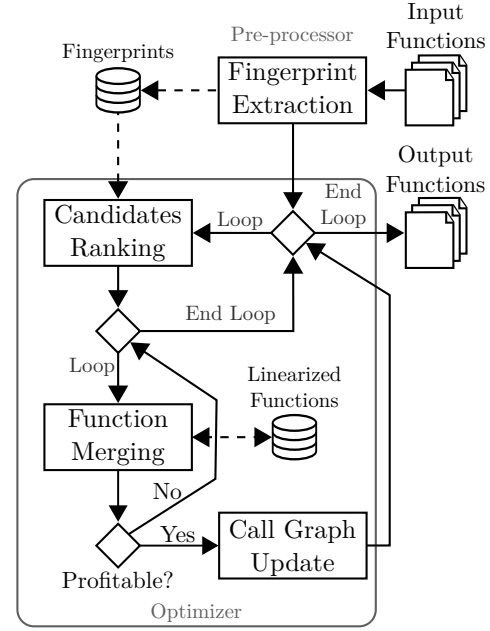 Input
Functions
Pre-processor
Fingerprints
Fingerprint
Extraction
Output
Functions
End
Loop
Loop
Candidates
Ranking
End Loop
Loop
Linearized
Functions
Function
Merging
No
Yes
Call Graph
Update
Profitable?
Optimizer